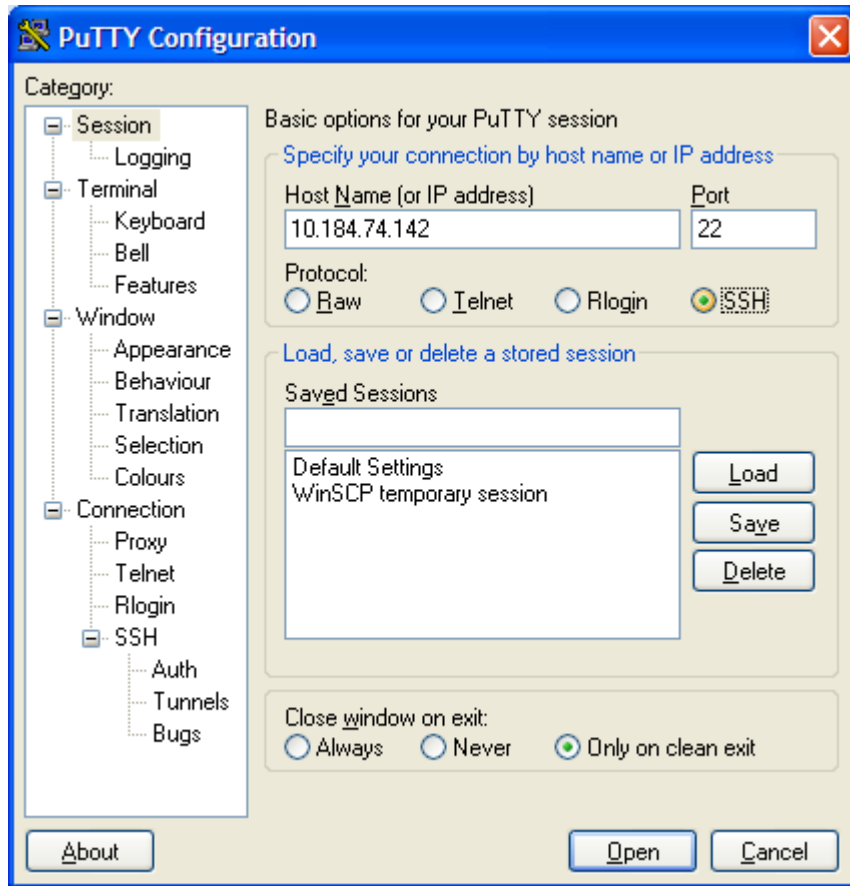 PuTTY Configuration
Category:
Session
Logging
Terminal
Keyboard
Bell
Features
Window
Appearance
Behaviour
Translation
Selection
Colours
Connection
Proxy
Telnet
Rlogin
SSH
Auth
Tunnels
Bugs
Basic options for your PuTTY session
Specify your connection by host name or IP address
Host Name (or IP address) Port
10.184.74.142 22
Protocol:
Raw Telnet Rlogin SSH
Load, save or delete a stored session
Saved Sessions
Default Settings
WinSCP temporary session
Load
Save
Delete
Close window on exit:
Always Never Only on clean exit
About Open Cancel